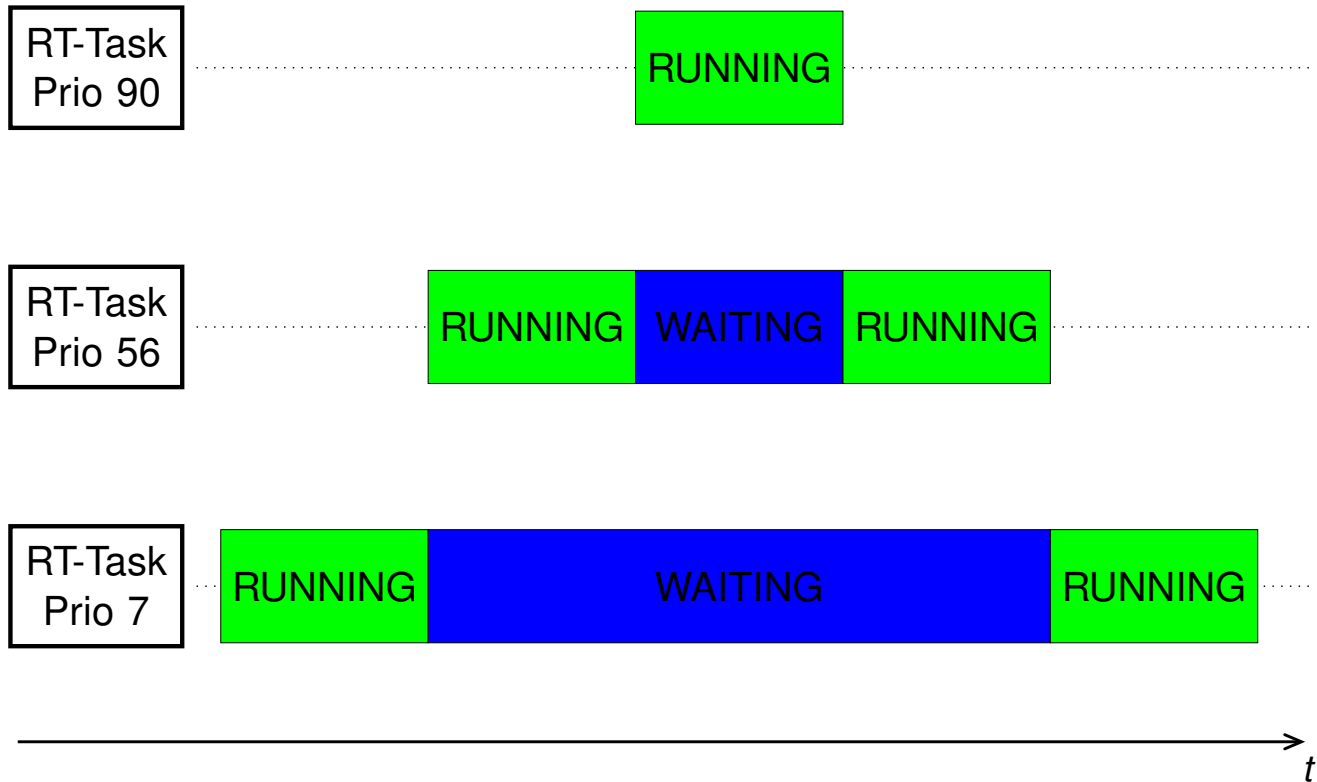 RT-Task
Prio 90
RUNNING
RT-Task
Prio 56
RUNNING WAITING RUNNING
RT-Task
Prio 7
RUNNING WAITING RUNNING
t